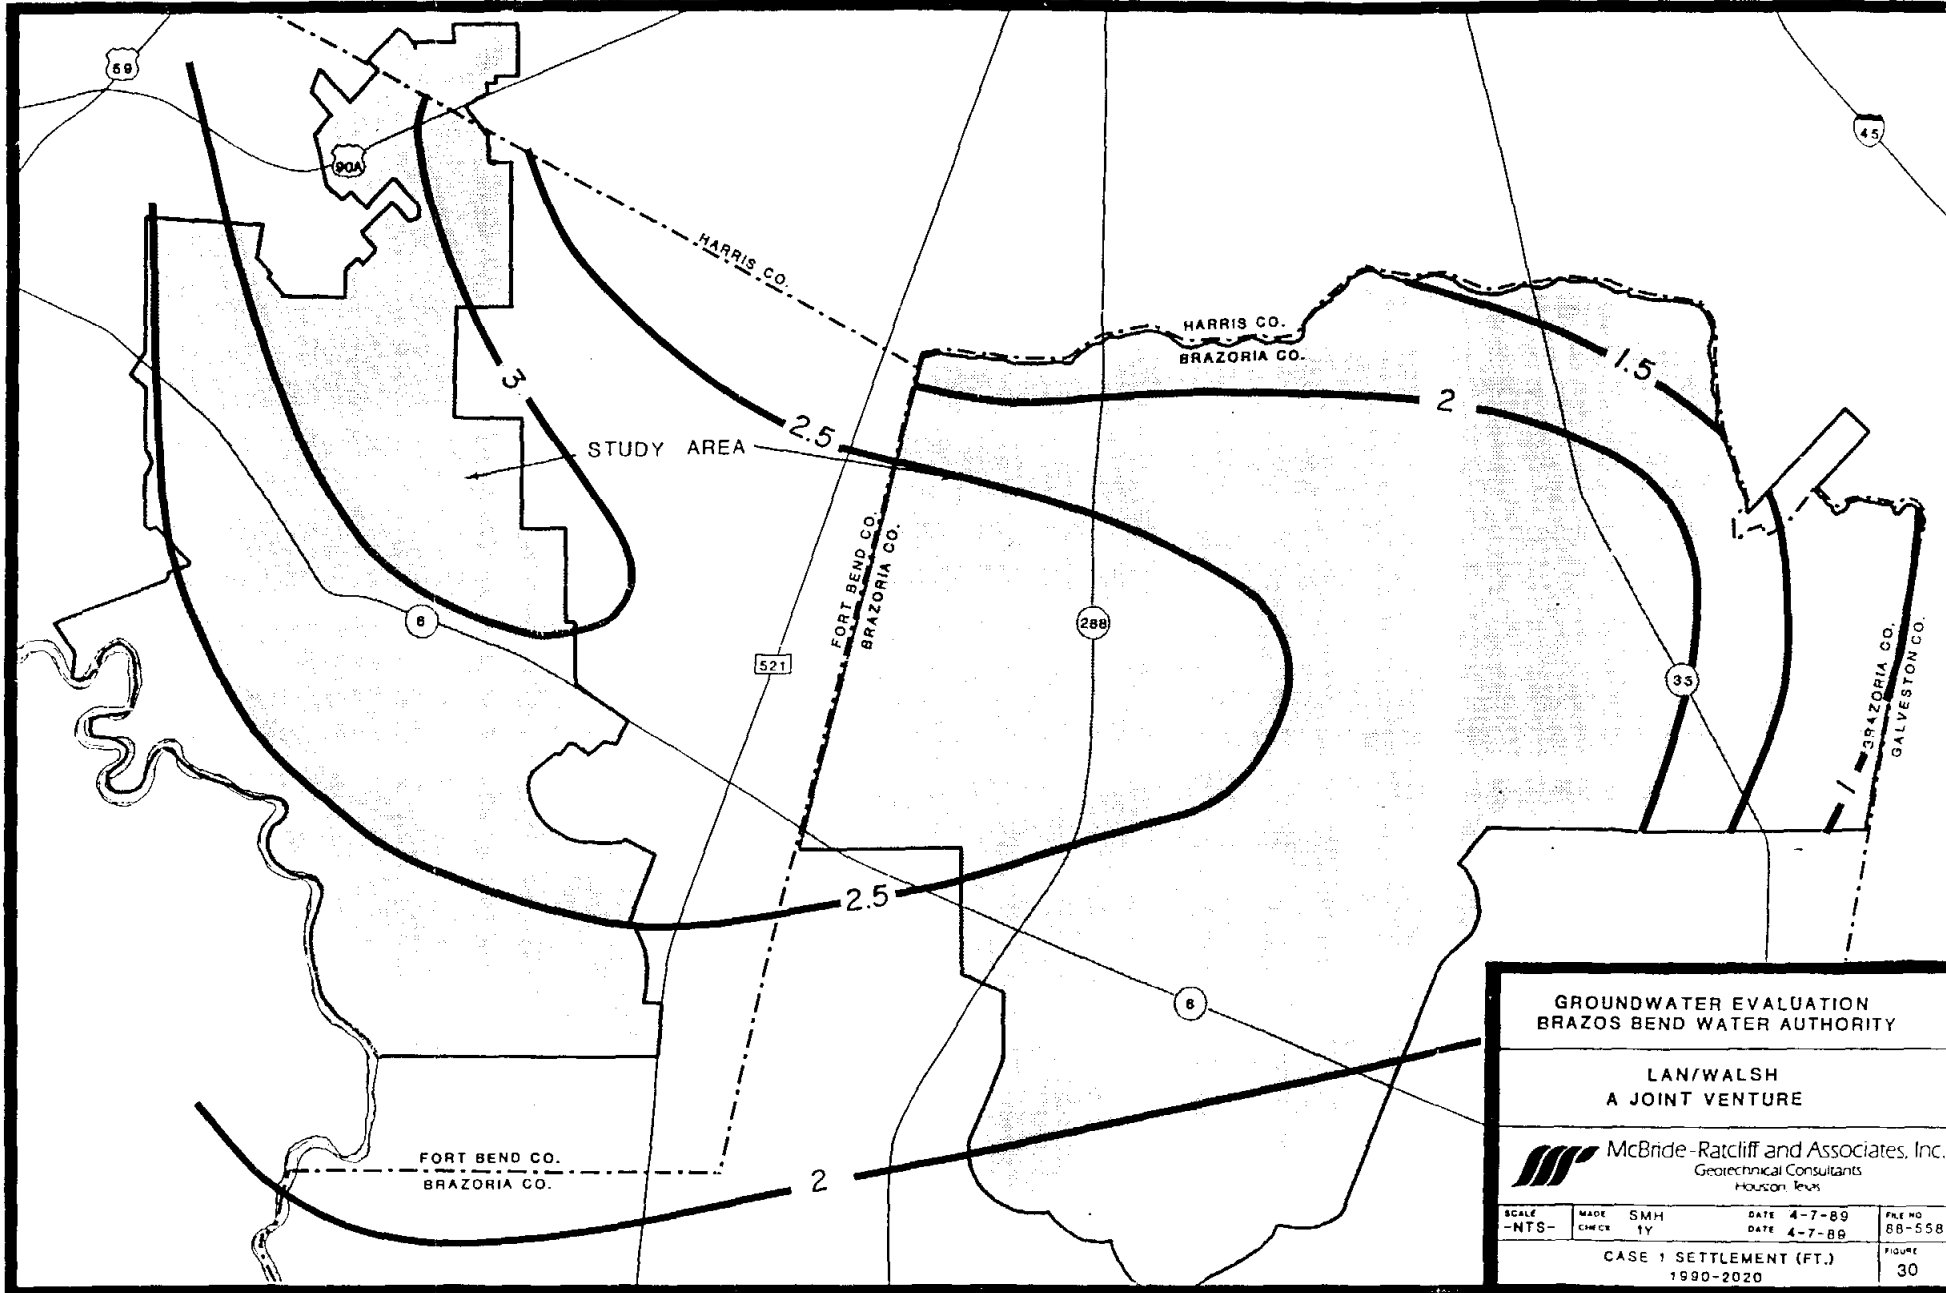 59
90A
45
HARRIS CO.
HARRIS CO.
BRAZORIA CO.
1.5
3
2
2.5
STUDY AREA
FORT BEND CO.
BRAZORIA CO.
6
288
521
35
BRAZORIA CO.
GALVESTON CO.
1
2.5
6
FORT BEND CO.
BRAZORIA CO.
2
GROUNDWATER EVALUATION
BRAZOS BEND WATER AUTHORITY
LAN/WALSH
A JOINT VENTURE
McBride-Ratcliff and Associates, Inc.
Geotechnical Consultants
Houston, Texas
SCALE MADE SMH DATE 4-7-89 FILE NO
-NTS- CHECK TY DATE 4-7-89 88-558
CASE 1 SETTLEMENT (FT.) FIGURE
1990-2020 30